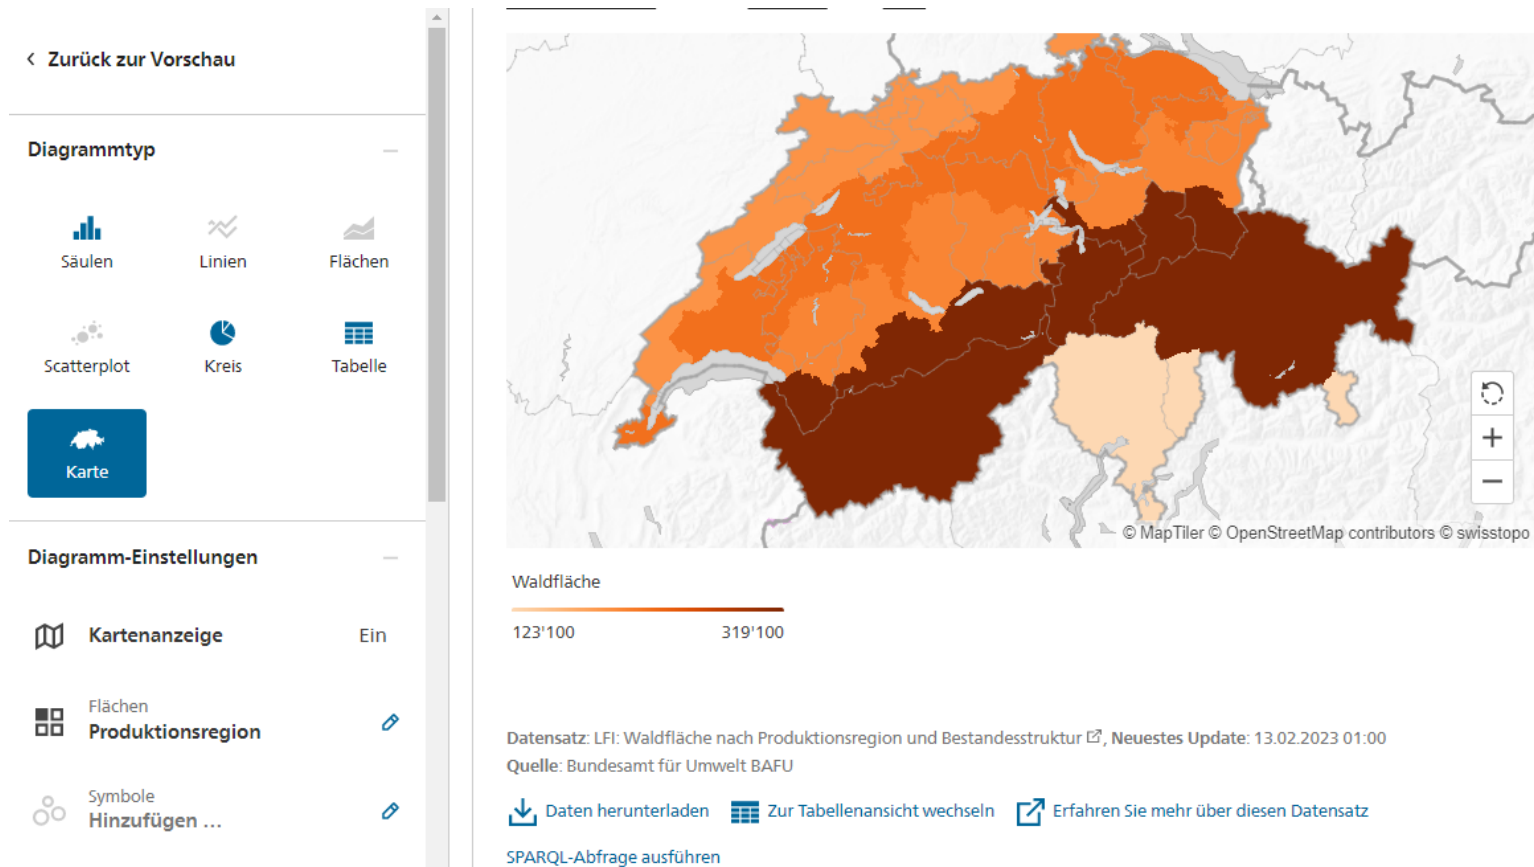 Zurück zur Vorschau
Diagrammtyp
Säulen
Linien
Flächen
Scatterplot
Kreis
Tabelle
Karte
Diagramm-Einstellungen
Kartenanzeige Ein
Flächen
Produktionsregion
Symbole
Hinzufügen ...
© MapTiler © OpenStreetMap contributors © swisstopo
Waldfläche
123'100 319'100
Datensatz: LFI: Waldfläche nach Produktionsregion und Bestandesstruktur, Neuestes Update: 13.02.2023 01:00
Quelle: Bundesamt für Umwelt BAFU
Daten herunterladen Zur Tabellenansicht wechseln Erfahren Sie mehr über diesen Datensatz
SPARQL-Abfrage ausführen